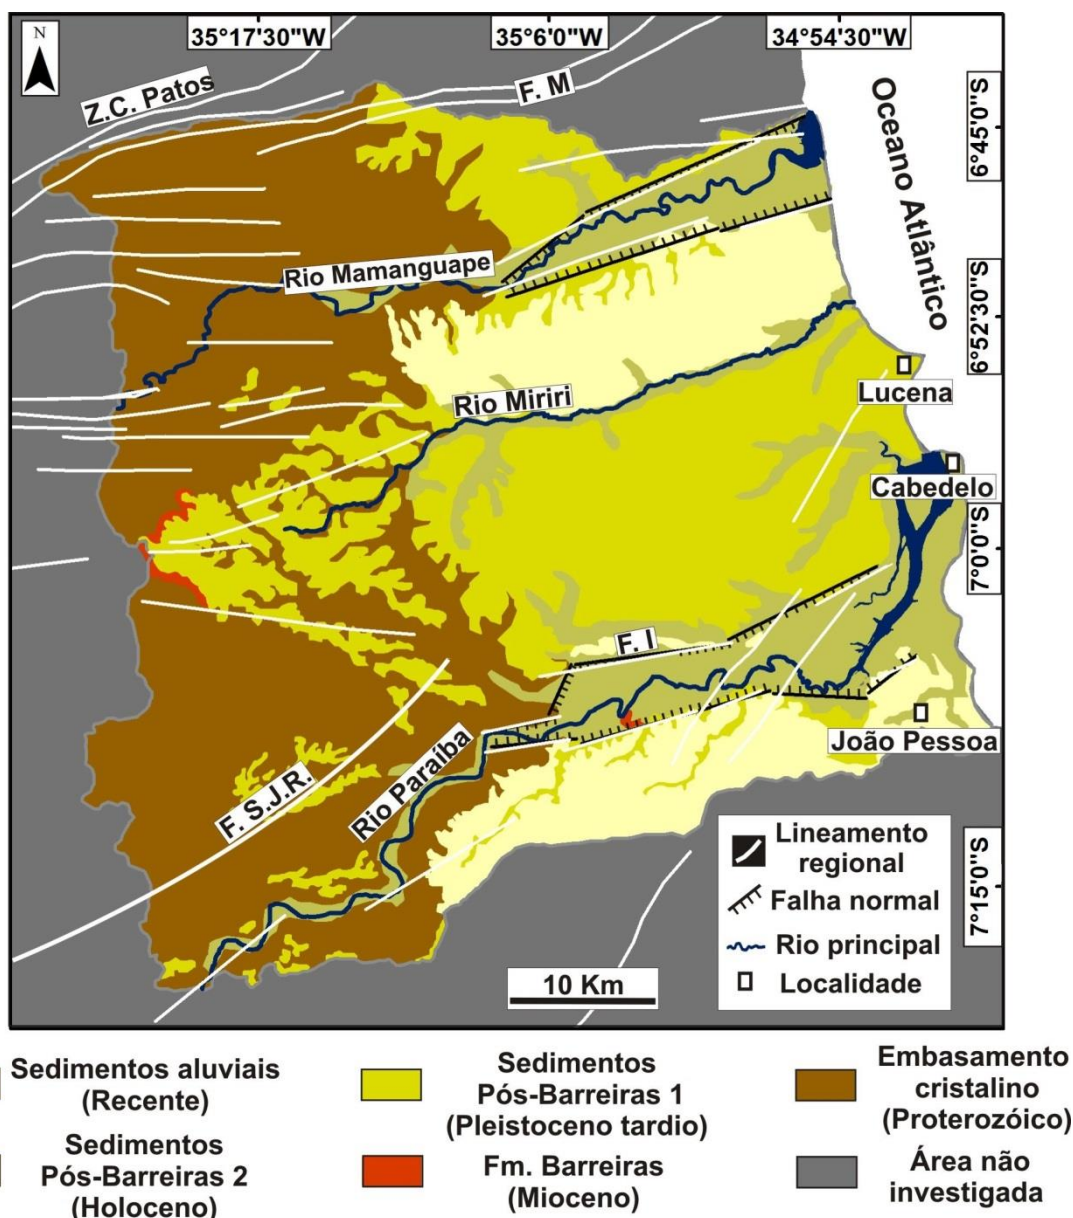 N
35°17'30"W
35°6'0"W
34°54'30"W
Z.C. Patos
F. M
Oceano Atlântico
6°45'0"S
Rio Mamanguape
6°52'30"S
Rio Miriri
Lucena
Cabedelo
7°0'0"S
F. I
João Pessoa
Rio Paraíba
F. S.J.R.
7°15'0"S
Lineamento
regional
Falha normal
Rio principal
Localidade
10 Km
Sedimentos aluviais
(Recente)
Sedimentos
Pós-Barreiras 1
(Pleistoceno tardio)
Embasamento
cristalino
(Proterozóico)
Sedimentos
Pós-Barreiras 2
(Holoceno)
Fm. Barreiras
(Mioceno)
Área não
investigada